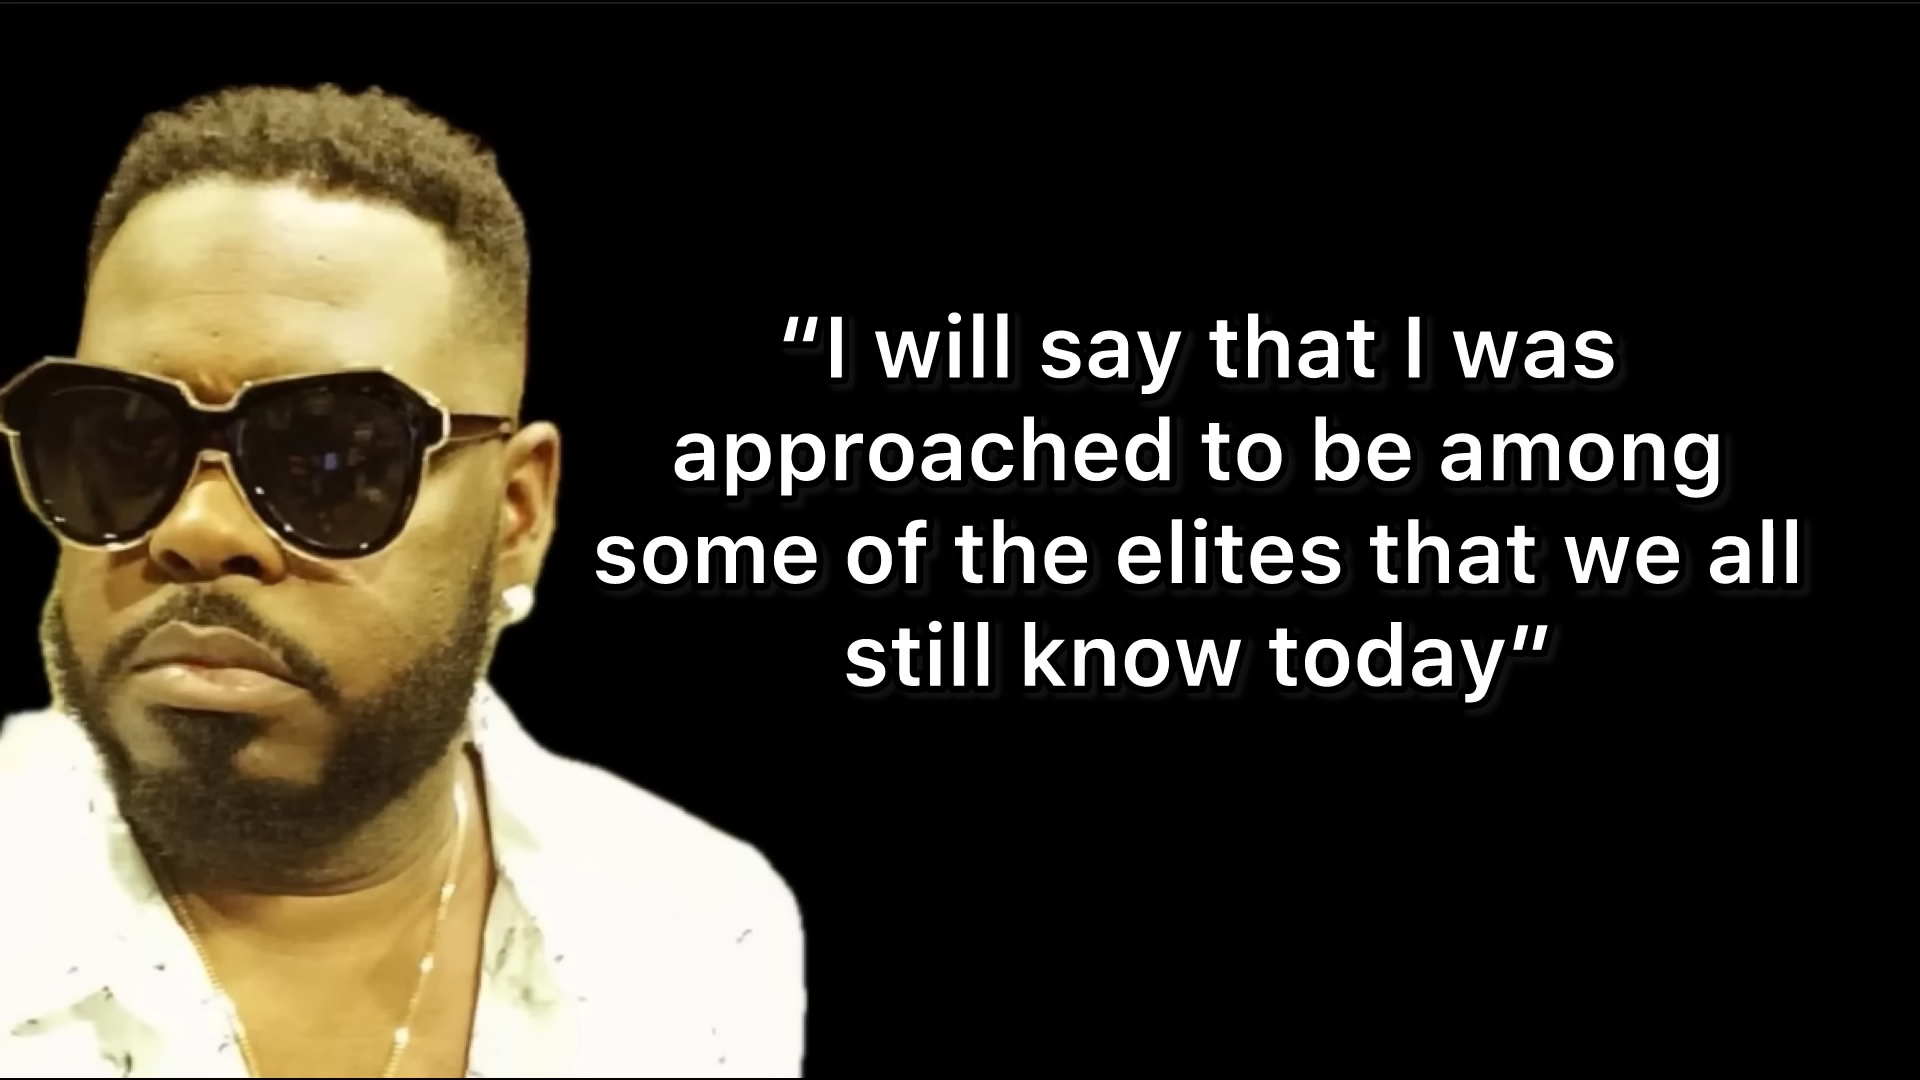 “I will say that I was
approached to be among
some of the elites that we all
still know today”